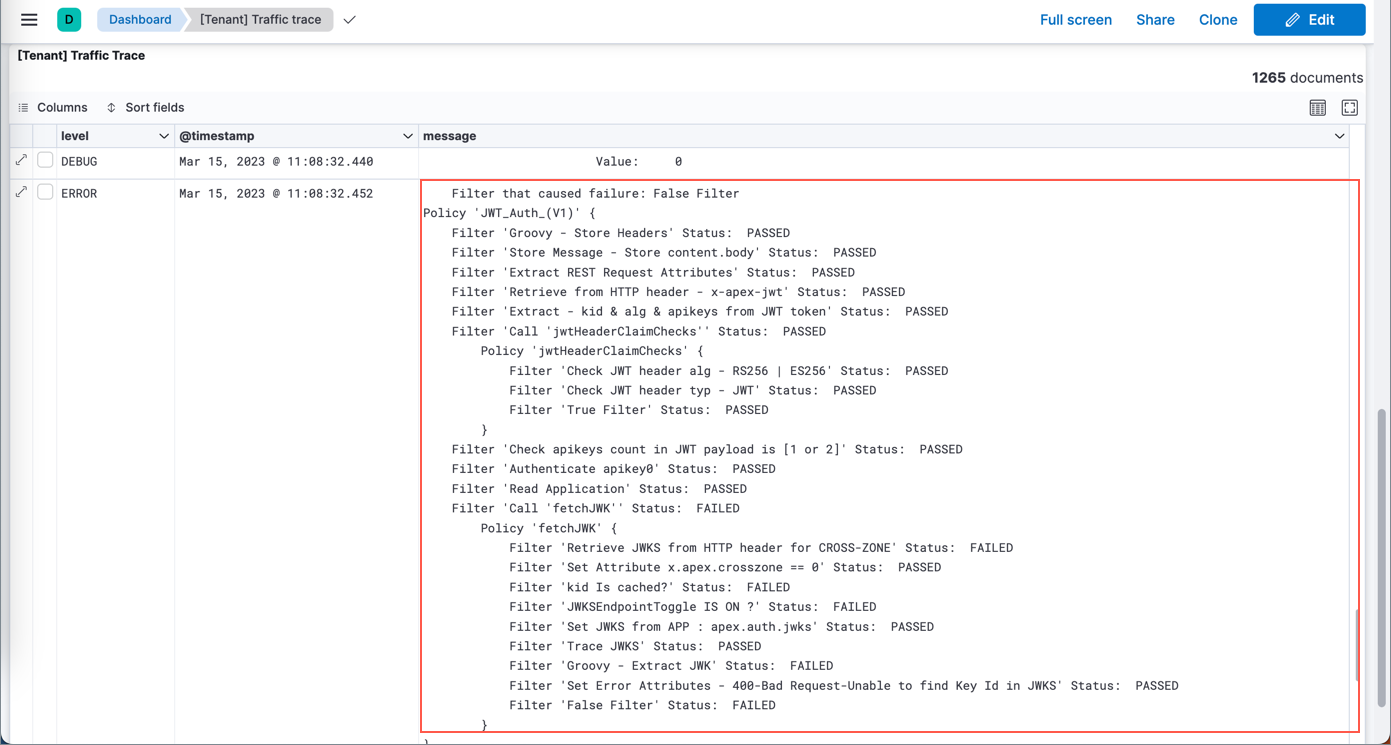 D Dashboard [Tenant] Traffic trace Full screen Share Clone Edit
[Tenant] Traffic Trace
1265 documents
Columns Sort fields
level @timestamp message
DEBUG Mar 15, 2023 @ 11:08:32.440 Value: 0
ERROR Mar 15, 2023 @ 11:08:32.452 Filter that caused failure: False Filter
Policy 'JWT_Auth_(V1)' {
Filter 'Groovy - Store Headers' Status: PASSED
Filter 'Store Message - Store content.body' Status: PASSED
Filter 'Extract REST Request Attributes' Status: PASSED
Filter 'Retrieve from HTTP header - x-apex-jwt' Status: PASSED
Filter 'Extract - kid & alg & apikeys from JWT token' Status: PASSED
Filter 'Call 'jwtHeaderClaimChecks'' Status: PASSED
Policy 'jwtHeaderClaimChecks' {
Filter 'Check JWT header alg - RS256 | ES256' Status: PASSED
Filter 'Check JWT header typ - JWT' Status: PASSED
Filter 'True Filter' Status: PASSED
}
Filter 'Check apikeys count in JWT payload is [1 or 2]' Status: PASSED
Filter 'Authenticate apikey0' Status: PASSED
Filter 'Read Application' Status: PASSED
Filter 'Call 'fetchJWK'' Status: FAILED
Policy 'fetchJWK' {
Filter 'Retrieve JWKS from HTTP header for CROSS-ZONE' Status: FAILED
Filter 'Set Attribute x.apex.crosszone == 0' Status: PASSED
Filter 'kid Is cached?' Status: FAILED
Filter 'JWKSEndpointToggle IS ON ?' Status: FAILED
Filter 'Set JWKS from APP : apex.auth.jwks' Status: PASSED
Filter 'Trace JWKS' Status: PASSED
Filter 'Groovy - Extract JWK' Status: FAILED
Filter 'Set Error Attributes - 400-Bad Request-Unable to find Key Id in JWKS' Status: PASSED
Filter 'False Filter' Status: FAILED
}
}